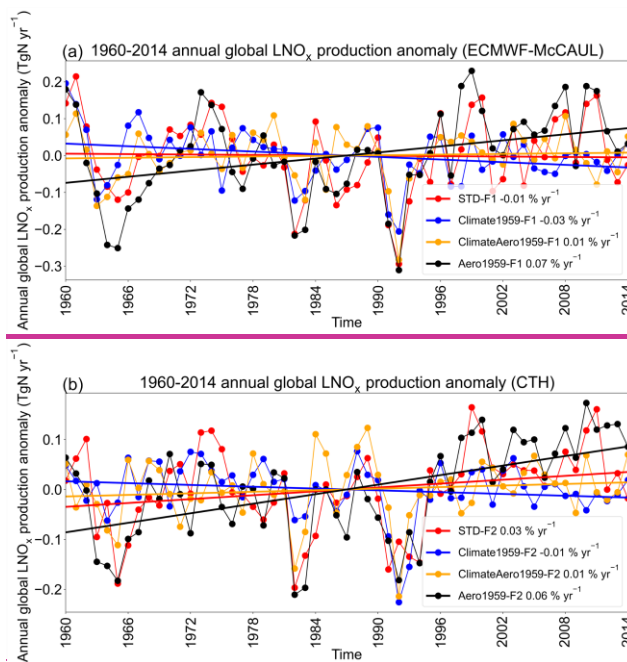 (a) 1960-2014 annual global LNOₓ production anomaly (ECMWF-McCAUL)
Annual global LNOₓ production anomaly (TgN yr⁻¹)
0.2
0.1
0.0
−0.1
−0.2
−0.3
STD-F1 -0.01 % yr⁻¹
Climate1959-F1 -0.03 % yr⁻¹
ClimateAero1959-F1 0.01 % yr⁻¹
Aero1959-F1 0.07 % yr⁻¹
1960 1966 1972 1978 1984 1990 1996 2002 2008 2014
Time
(b) 1960-2014 annual global LNOₓ production anomaly (CTH)
Annual global LNOₓ production anomaly (TgN yr⁻¹)
0.1
0.0
−0.1
−0.2
STD-F2 0.03 % yr⁻¹
Climate1959-F2 -0.01 % yr⁻¹
ClimateAero1959-F2 0.01 % yr⁻¹
Aero1959-F2 0.06 % yr⁻¹
1960 1966 1972 1978 1984 1990 1996 2002 2008 2014
Time